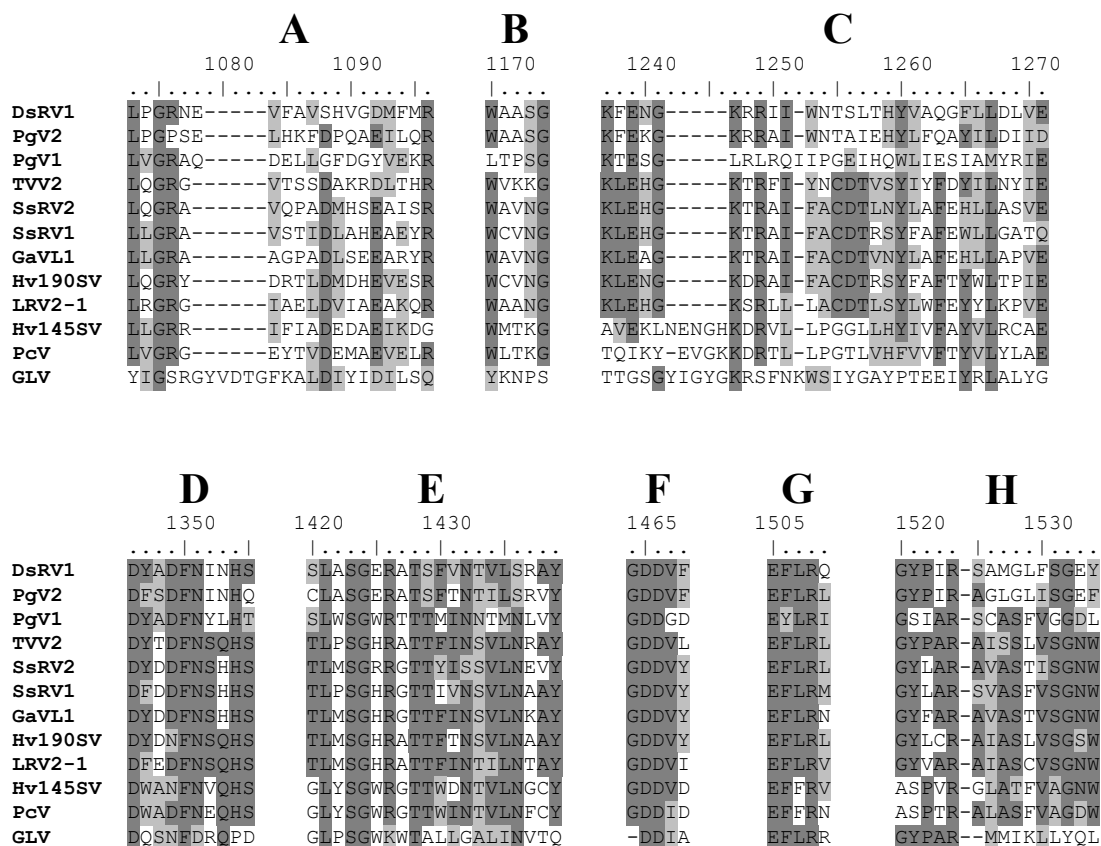 A B C
1080 1090 1170 1240 1250 1260 1270
DsRV1 LPGRNE------VFAVSHVGDMFMR WAASG KFENG-----KRRII-WNTSLTHYVAQGFLLDLVE
PgV2 LPGPSE------LHKFDPQAEILQR WAASG KFEKG-----KRRAI-WNTAIEHYLFQAYILDIID
PgV1 LVGRAQ------DELLGFDGYVEKR LTPSG KTESG-----LRLRQIIPGEIHQWLIESIAMYRIE
TVV2 LQGRG------VTSSDAKRDLTHR WVKKG KLEHG-----KTRFI-YNCDTVSYIYFDYILNYIE
SsRV2 LQGRA------VQPADMHSEAISR WAVNG KLEHG-----KTRAI-FACDTLNYLAFEHLLASVE
SsRV1 LLGRA------VSTIDLAHEAEYR WCVNG KLEHG-----KTRAI-FACDTRSYFAFEWLLGATQ
GaVL1 LLGRA------AGPADLSEEARYR WAVNG KLEAG-----KTRAI-FACDTVNYLAFEHLLAPVE
Hv190SV LQGRY------DRTLDMDHEVESR WCVNG KLENG-----KDRAI-FACDTRSYFAFTYWLTPIE
LRV2-1 LRGRG------IAELDVIAEAKQR WAANG KLEHG-----KSRLL-LACDTLSYLWFEYYLKPVE
Hv145SV LLGRR------IFIADEDAEIKDG WMTKG AVEKLNENGHKDRVL-LPGGLLHYIVFAYVLRCAE
PcV LVGRG------EYTVDEMAEVELR WLTKG TQIKY-EVGKKDRTL-LPGTLVHFVVFTYVLYLAE
GLV YIGSRGYVDTGFKALDIYIDILSQ YKNPS TTGSGYIGYGKRSFNKWSIYGAYPTEEIYRLALYG
D E F G H
1350 1420 1430 1465 1505 1520 1530
DsRV1 DYADFNINHS SLASGERATSFVNTVLSRAY GDDVF EFLRQ GYPIR-SAMGLFSGEY
PgV2 DFSDFNINHQ CLASGERATSFTNTILSRVY GDDVF EFLRL GYPIR-AGLGLISGEF
PgV1 DYADFNYLHT SLWSGWRTTTMINNTMNLVY GDDGD EYLRI GSIAR-SCASFVGGDL
TVV2 DYTDFNSQHS TLPSGHRATTFINSVLNRAY GDDVL EFLRL GYPAR-AISSLVSGNW
SsRV2 DYDDFNSHHS TLMSGRRGTTYISSVLNEVY GDDVY EFLRL GYLAR-AVASTISGNW
SsRV1 DFDDFNSHHS TLPSGHRGTTIVNSVLNAAY GDDVY EFLRM GYLAR-SVASFVSGNW
GaVL1 DYDDFNSHHS TLMSGHRGTTFINSVLNKAY GDDVY EFLRN GYFAR-AVASTVSGNW
Hv190SV DYDNFNSQHS TLMSGHRATTFTNSVLNAAY GDDVY EFLRL GYLCR-AIASLVSGSW
LRV2-1 DFEDFNSQHS TLMSGHRATTFINTILNTAY GDDVI EFLRV GYVAR-AIASCVSGNW
Hv145SV DWANFNVQHS GLYSGWRGTTWDNTVLNGCY GDDVD EFFRV ASPVR-GLATFVAGNW
PcV DWADFNEQHS GLYSGWRGTTWINTVLNFCY GDDID EFFRN ASPTR-ALASFVAGDW
GLV DQSNFDRQPD GLPSGWKWTALLGALINVTQ -DDIA EFLRR GYPAR--MMIKLLYQL